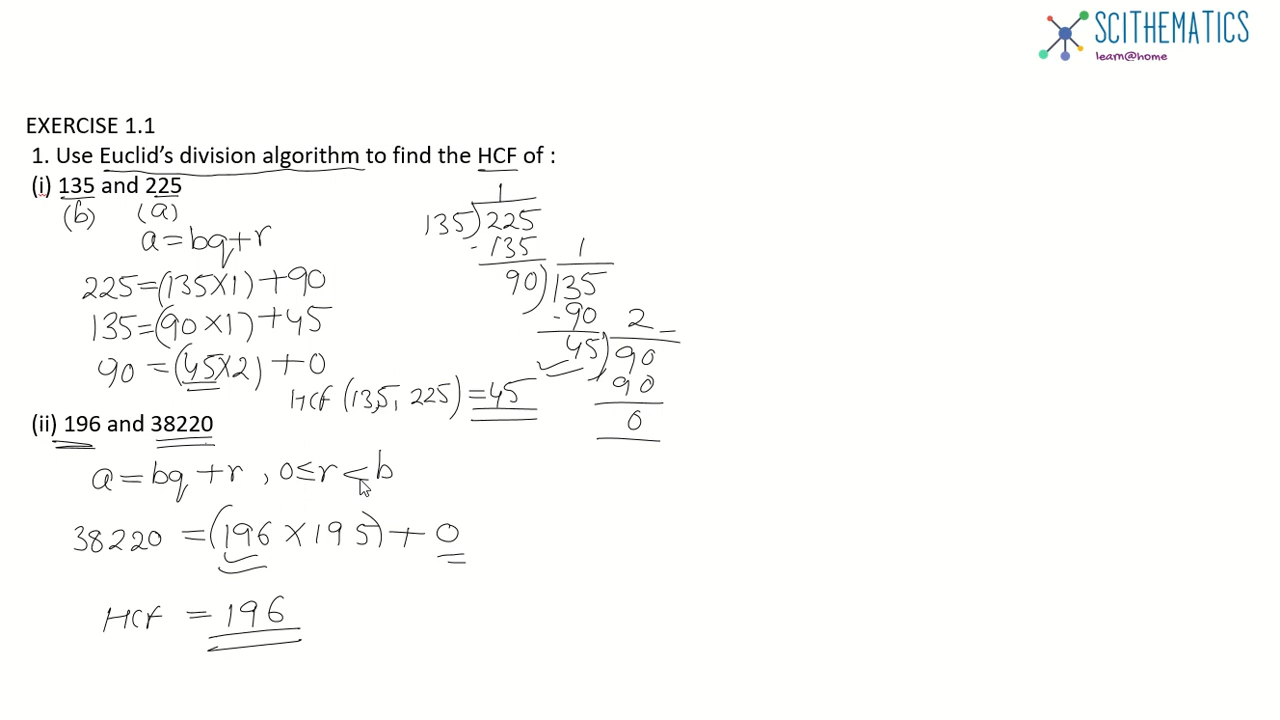 SCITHEMATICS
learn@home
EXERCISE 1.1
1. Use Euclid's division algorithm to find the HCF of :
(i) 135 and 225
(b) (a)
a=bq+r
225=(135×1)+90
135=(90×1)+45
90=(45×2)+0
HCF (135, 225)=45
1
135)225
-135 1
90)135
-90 2
45)90
-90
0
(ii) 196 and 38220
a=bq+r, 0≤r<b
38220=(196×195)+0
HCF=196